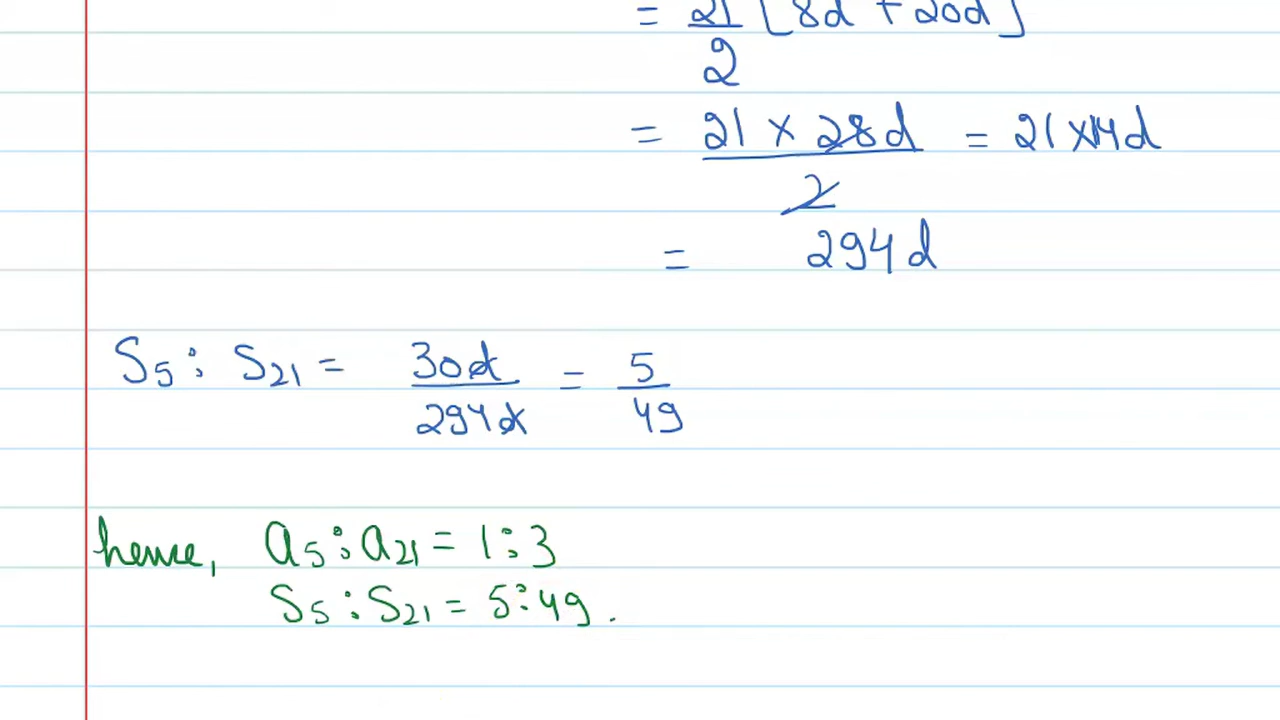 = 21/2 [8d + 20d]
= 21 × 28d / 2 = 21 × 14d
= 294d
S₅ : S₂₁ = 30d / 294d = 5 / 49
hence, a₅ : a₂₁ = 1 : 3
S₅ : S₂₁ = 5 : 49 .